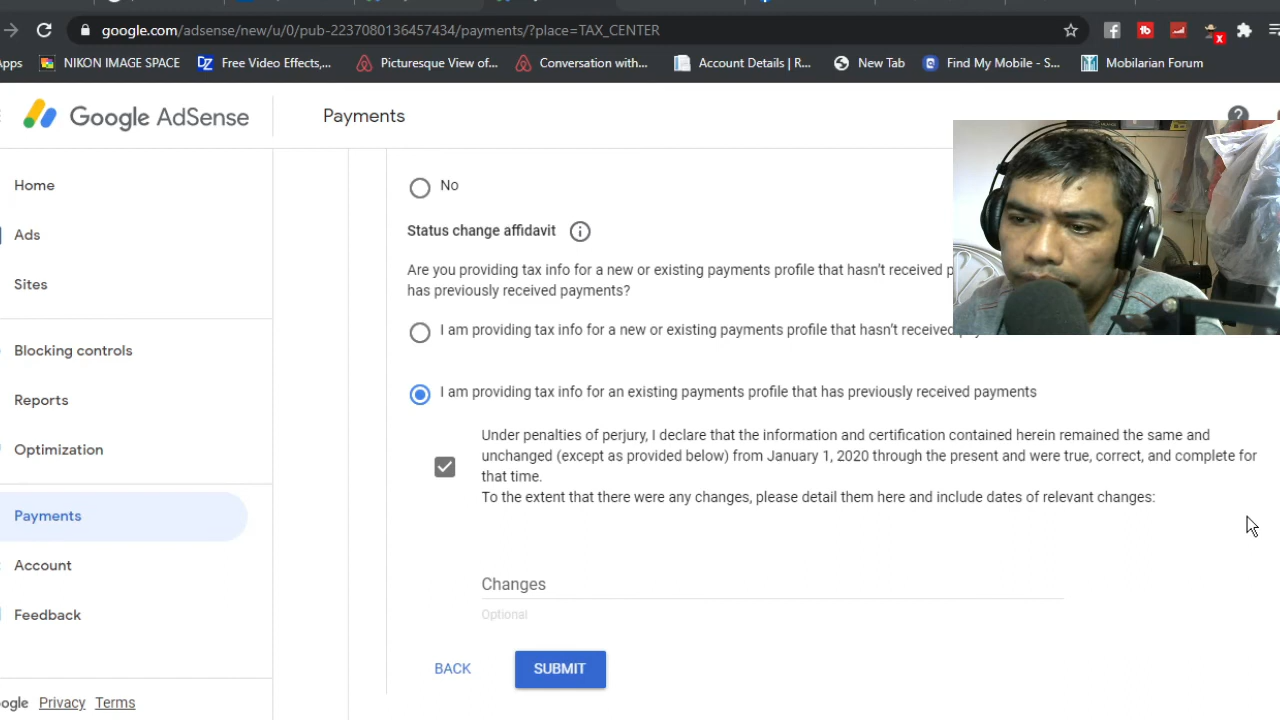 google.com/adsense/new/u/0/pub-2237080136457434/payments/?place=TAX_CENTER
Apps NIKON IMAGE SPACE Free Video Effects,... Picturesque View of... Conversation with... Account Details | R... New Tab Find My Mobile - S... Mobilarian Forum
Google AdSense Payments
Home
Ads
Sites
Blocking controls
Reports
Optimization
Payments
Account
Feedback
Google Privacy Terms
No
Status change affidavit
Are you providing tax info for a new or existing payments profile that hasn't received
has previously received payments?
I am providing tax info for a new or existing payments profile that hasn't received
I am providing tax info for an existing payments profile that has previously received payments
Under penalties of perjury, I declare that the information and certification contained herein remained the same and
unchanged (except as provided below) from January 1, 2020 through the present and were true, correct, and complete for
that time.
To the extent that there were any changes, please detail them here and include dates of relevant changes:
Changes
Optional
BACK SUBMIT